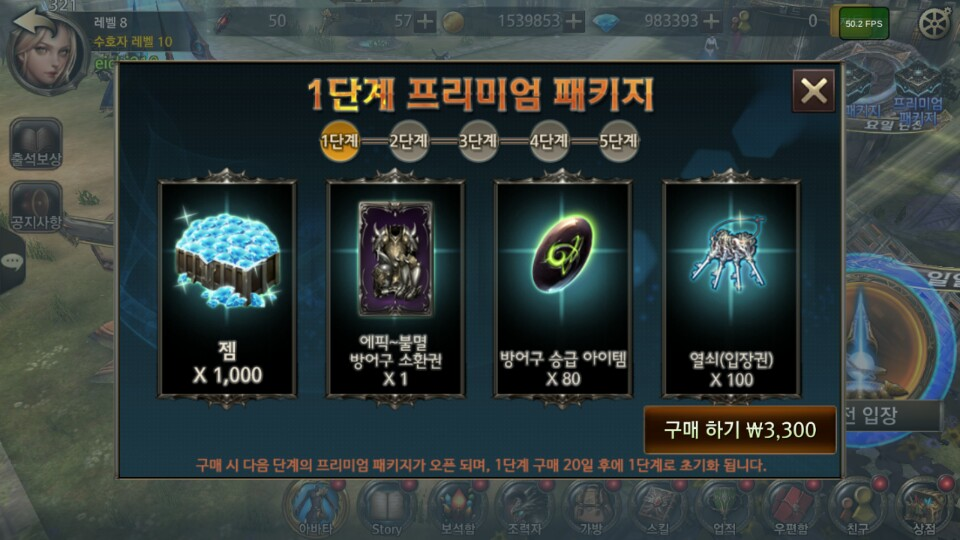 321
레벨 8
수호자 레벨 10
50
57
1539853
983393
0
50.2 FPS
1단계 프리미엄 패키지
1단계
2단계
3단계
4단계
5단계
패키지
프리미엄
패키지
출석보상
공지사항
젬
X 1,000
에픽~불멸
방어구 소환권
X 1
방어구 승급 아이템
X 80
열쇠(입장권)
X 100
전 입장
구매 하기 ₩3,300
구매 시 다음 단계의 프리미엄 패키지가 오픈 되며, 1단계 구매 20일 후에 1단계로 초기화 됩니다.
아바타
Story
보석함
조력자
가방
스킬
업적
우편함
친구
상점